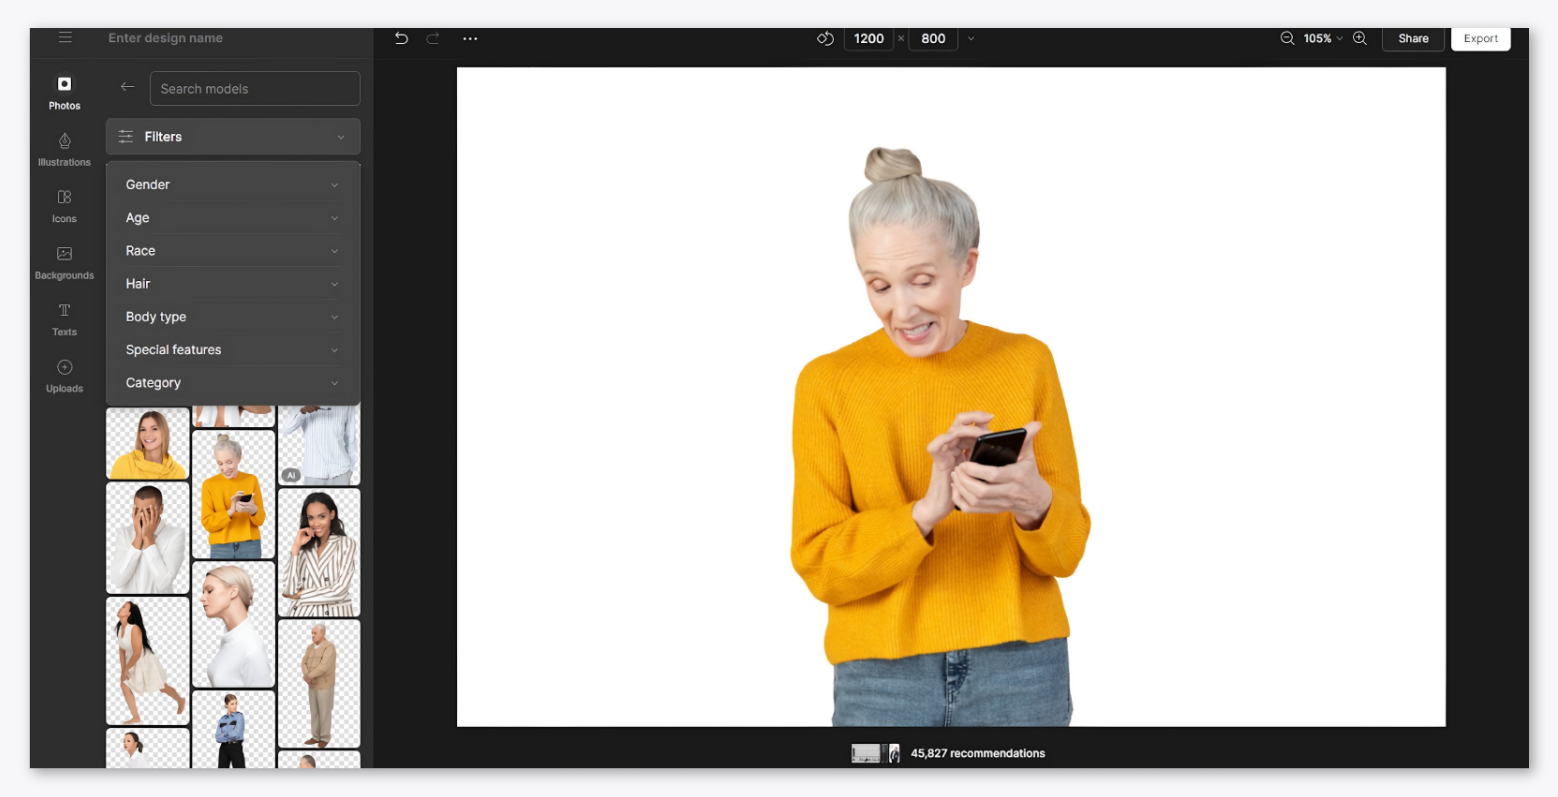 Enter design name
1200 × 800
105%
Share
Export
Photos
Illustrations
Icons
Backgrounds
Texts
Uploads
Search models
Filters
Gender
Age
Race
Hair
Body type
Special features
Category
AI
45,827 recommendations